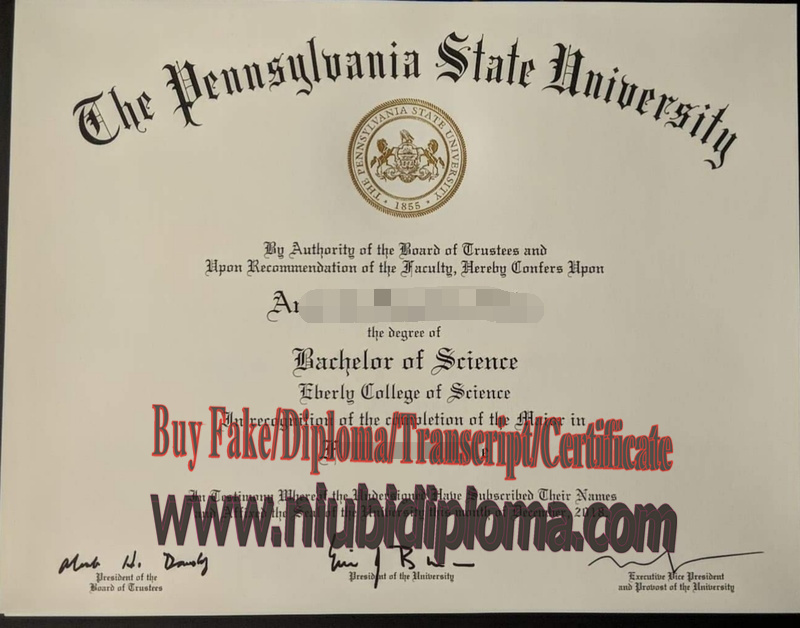 The Pennsylvania State University
THE PENNSYLVANIA STATE UNIVERSITY
1855
By Authority of the Board of Trustees and
Upon Recommendation of the Faculty, Hereby Confers Upon
the degree of
Bachelor of Science
Eberly College of Science
In recognition of the completion of the Major in
Buy Fake/Diploma/Transcript/Certificate
In Testimony Whereof the Undersigned Have Subscribed Their Names
and Affixed the Seal of the University this month of December, 2018.
www.niubidiploma.com
President of the
Board of Trustees
President of the University
Executive Vice President
and Provost of the University